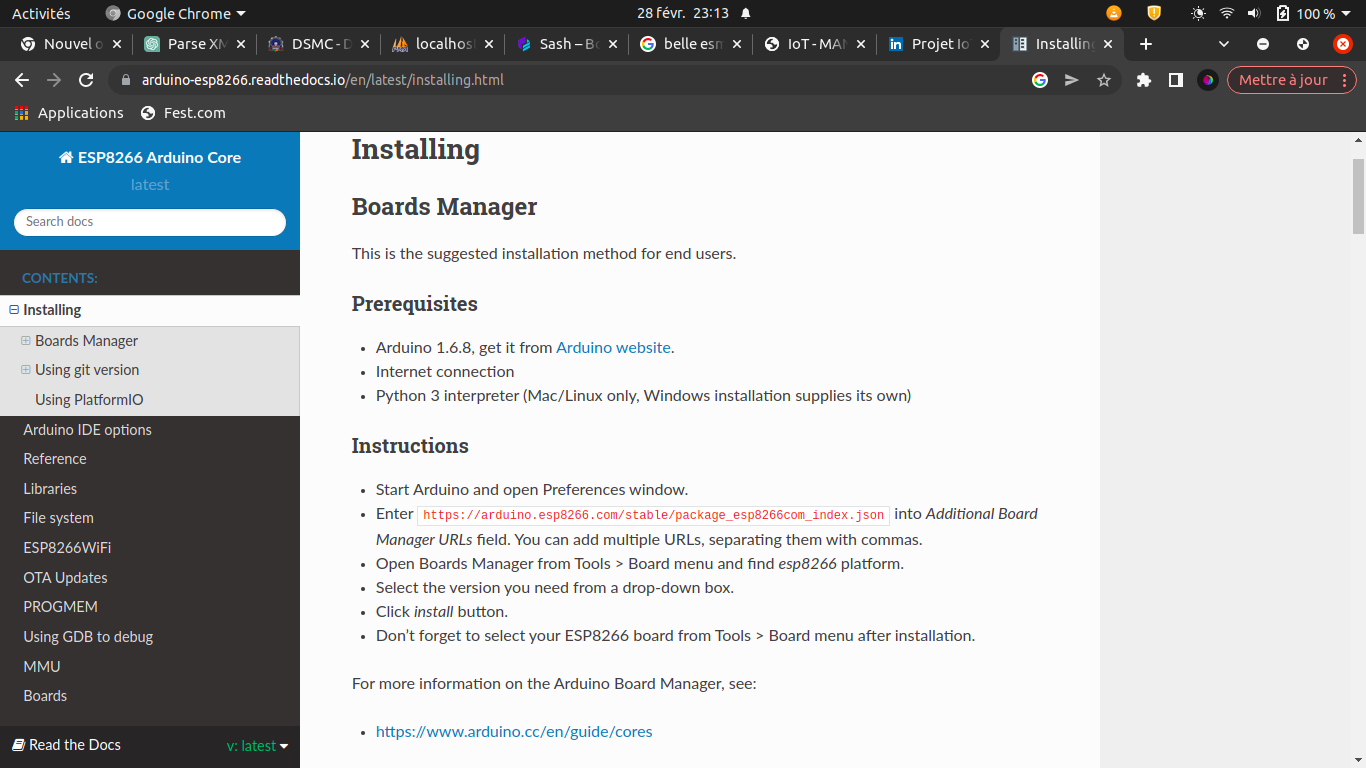 Activités
Google Chrome
28 févr. 23:13
100 %
Nouvel o
Parse XM
DSMC - D
localhos
Sash – Bo
belle esm
IoT - MAN
Projet Io
Installing
arduino-esp8266.readthedocs.io/en/latest/installing.html
Mettre à jour
Applications
Fest.com
ESP8266 Arduino Core
latest
Search docs
CONTENTS:
Installing
Boards Manager
Using git version
Using PlatformIO
Arduino IDE options
Reference
Libraries
File system
ESP8266WiFi
OTA Updates
PROGMEM
Using GDB to debug
MMU
Boards
Read the Docs
v: latest
Installing
Boards Manager
This is the suggested installation method for end users.
Prerequisites
• Arduino 1.6.8, get it from Arduino website.
• Internet connection
• Python 3 interpreter (Mac/Linux only, Windows installation supplies its own)
Instructions
• Start Arduino and open Preferences window.
• Enter https://arduino.esp8266.com/stable/package_esp8266com_index.json into Additional Board
Manager URLs field. You can add multiple URLs, separating them with commas.
• Open Boards Manager from Tools > Board menu and find esp8266 platform.
• Select the version you need from a drop-down box.
• Click install button.
• Don't forget to select your ESP8266 board from Tools > Board menu after installation.
For more information on the Arduino Board Manager, see:
• https://www.arduino.cc/en/guide/cores